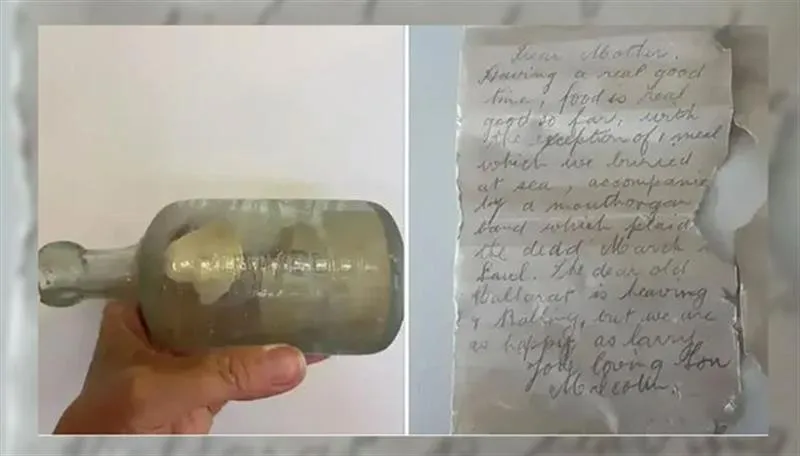 Dear Mother,
Having a real good
time, food is real
good so far, with
the exception of 1 meal
which we burried
at sea, accompanied
by a mouthorgan
band which plaid
the dead March
Saul. The dear old
Ballarat is heaving
& Rolling, but we are
as happy as larry
Your loving Son
Malcolm.